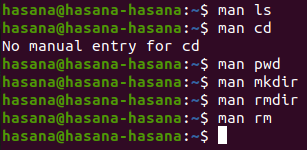 hasana@hasana-hasana:~$ man ls
hasana@hasana-hasana:~$ man cd
No manual entry for cd
hasana@hasana-hasana:~$ man pwd
hasana@hasana-hasana:~$ man mkdir
hasana@hasana-hasana:~$ man rmdir
hasana@hasana-hasana:~$ man rm
hasana@hasana-hasana:~$